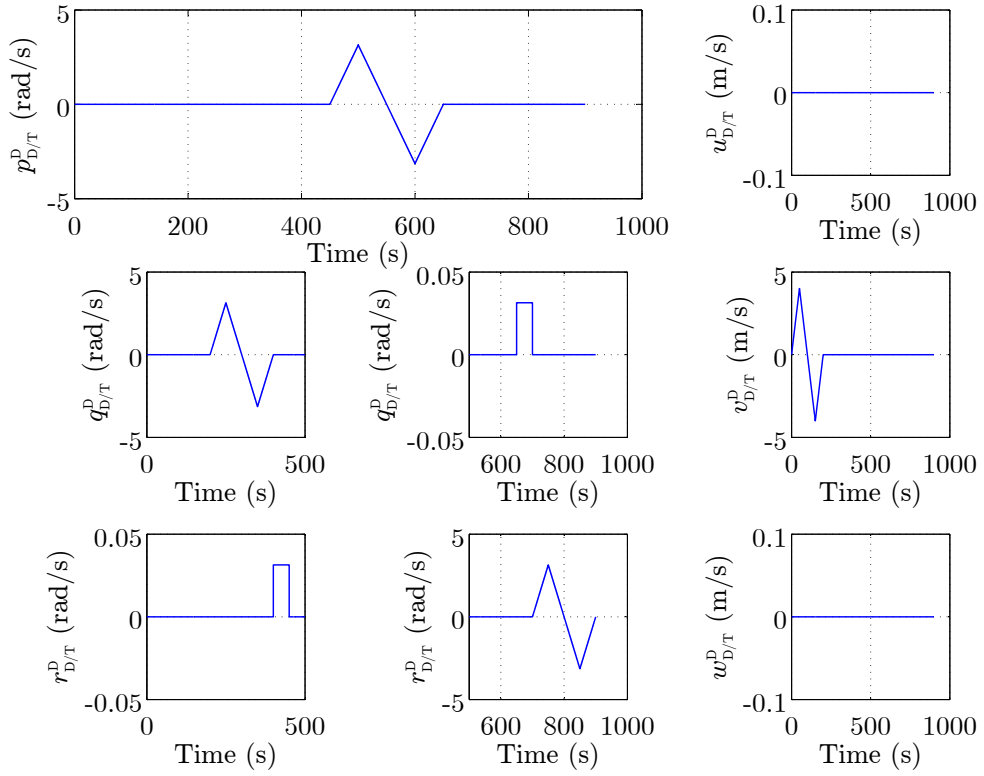 5
0
-5
p^D_D/T (rad/s)
0 200 400 600 800 1000
Time (s)
0.1
0
-0.1
u^D_D/T (m/s)
0 500 1000
Time (s)
5
0
-5
q^D_D/T (rad/s)
0 500
Time (s)
0.05
0
-0.05
q^D_D/T (rad/s)
600 800 1000
Time (s)
5
0
-5
v^D_D/T (m/s)
0 500 1000
Time (s)
0.05
0
-0.05
r^D_D/T (rad/s)
0 500
Time (s)
5
0
-5
r^D_D/T (rad/s)
600 800 1000
Time (s)
0.1
0
-0.1
w^D_D/T (m/s)
0 500 1000
Time (s)